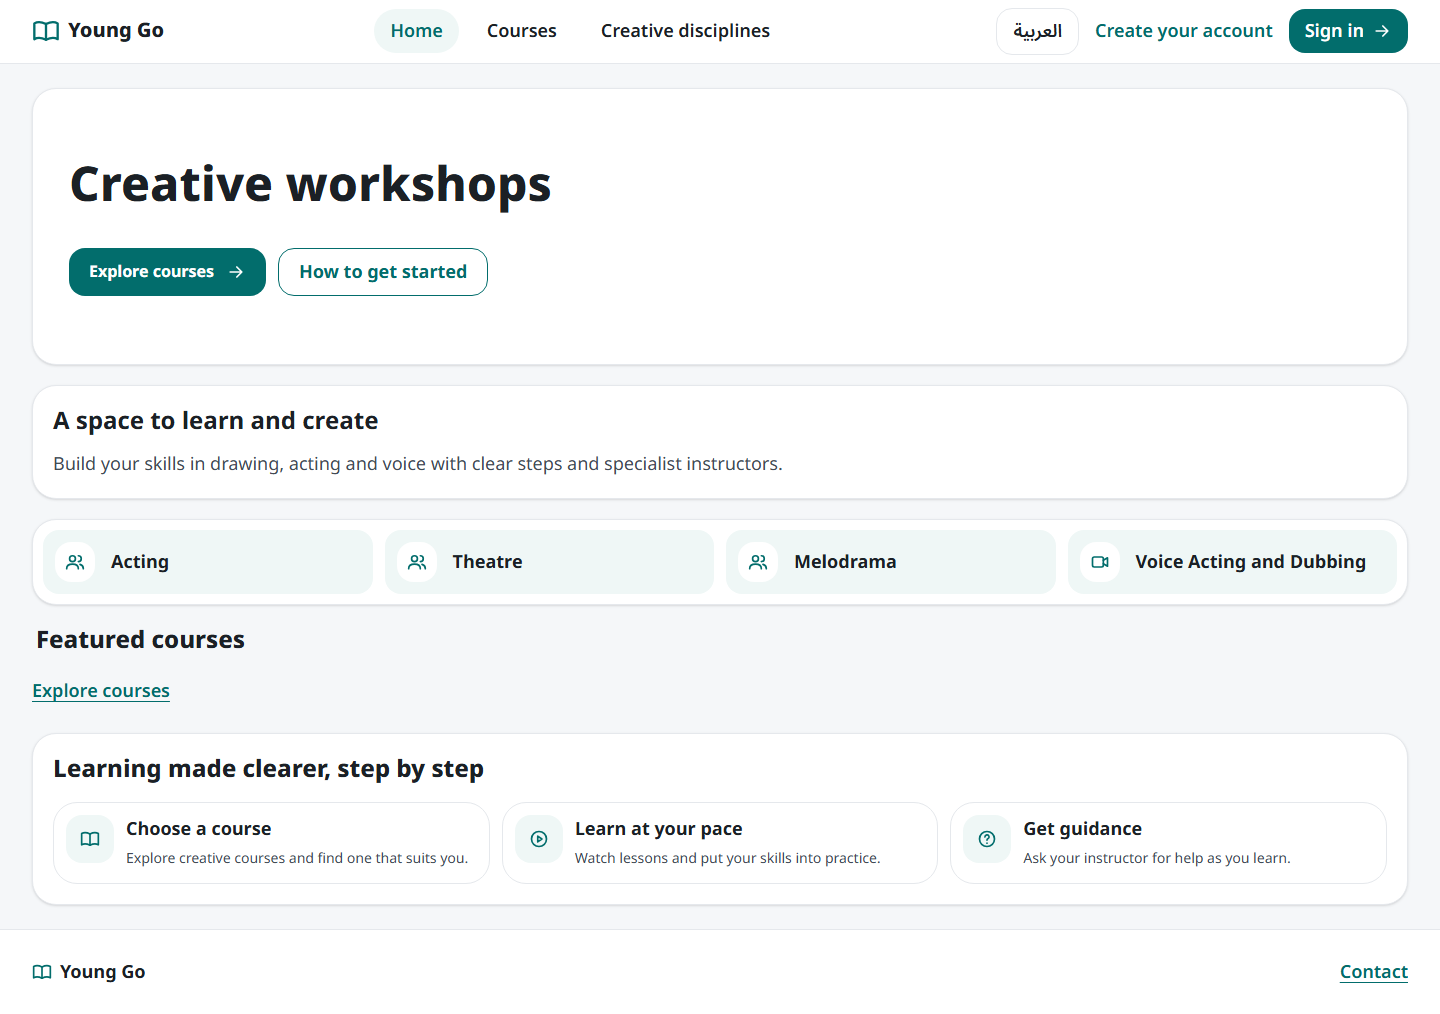 Young Go
Home
Courses
Creative disciplines
العربية
Create your account
Sign in
Creative workshops
Explore courses
How to get started
A space to learn and create
Build your skills in drawing, acting and voice with clear steps and specialist instructors.
Acting
Theatre
Melodrama
Voice Acting and Dubbing
Featured courses
Explore courses
Learning made clearer, step by step
Choose a course
Explore creative courses and find one that suits you.
Learn at your pace
Watch lessons and put your skills into practice.
Get guidance
Ask your instructor for help as you learn.
Young Go
Contact